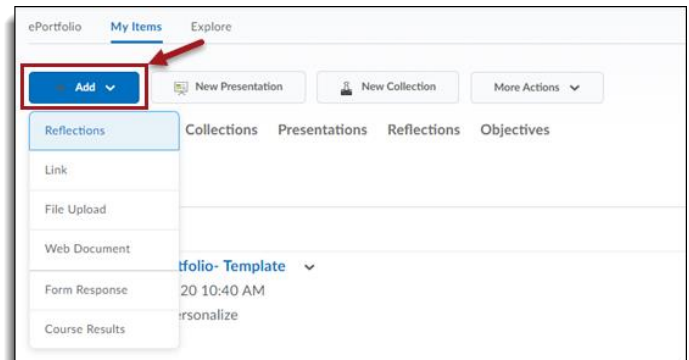 ePortfolio My Items Explore
Add New Presentation New Collection More Actions
Reflections
Collections Presentations Reflections Objectives
Link
File Upload
Web Document
tfolio- Template
Form Response
20 10:40 AM
ersonalize
Course Results